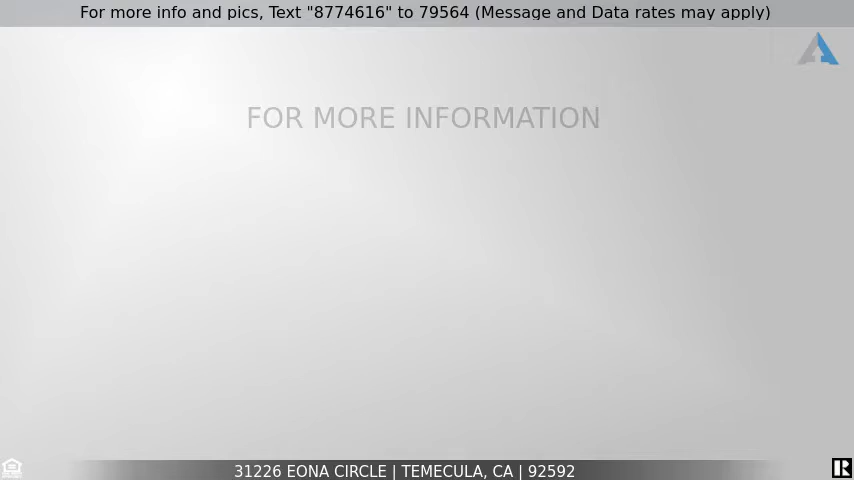 For more info and pics, Text "8774616" to 79564 (Message and Data rates may apply)
FOR MORE INFORMATION
31226 EONA CIRCLE | TEMECULA, CA | 92592